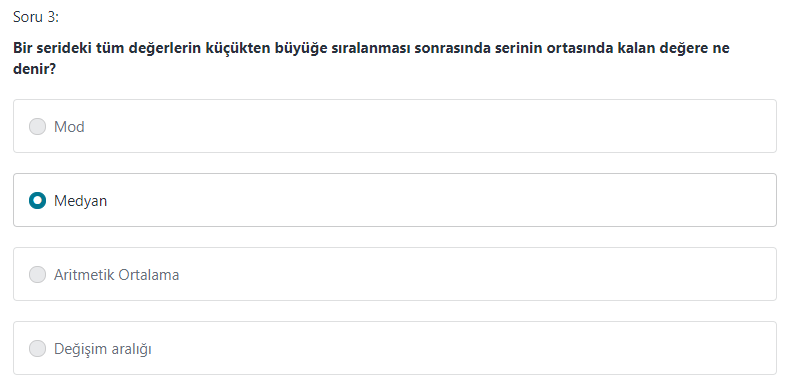 Soru 3:
Bir serideki tüm değerlerin küçükten büyüğe sıralanması sonrasında serinin ortasında kalan değere ne
denir?
Mod
Medyan
Aritmetik Ortalama
Değişim aralığı